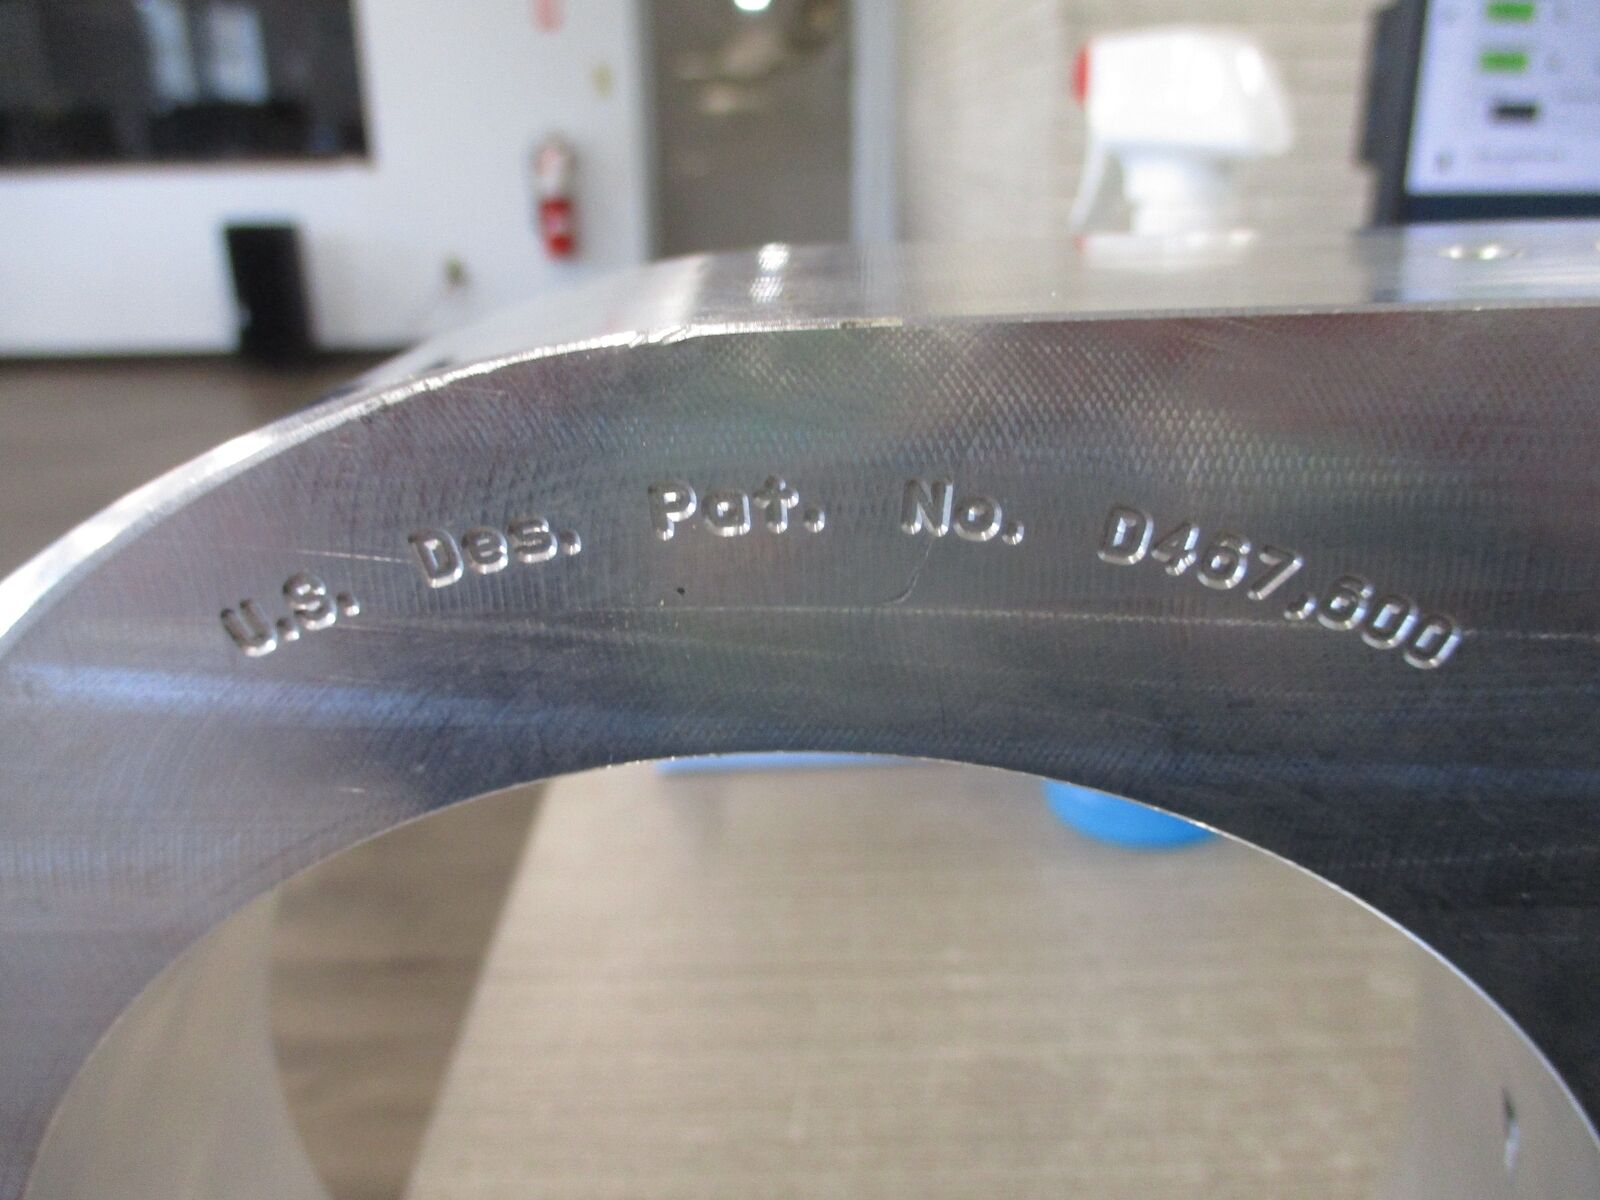 U.S. Des. Pat. No. D467,600